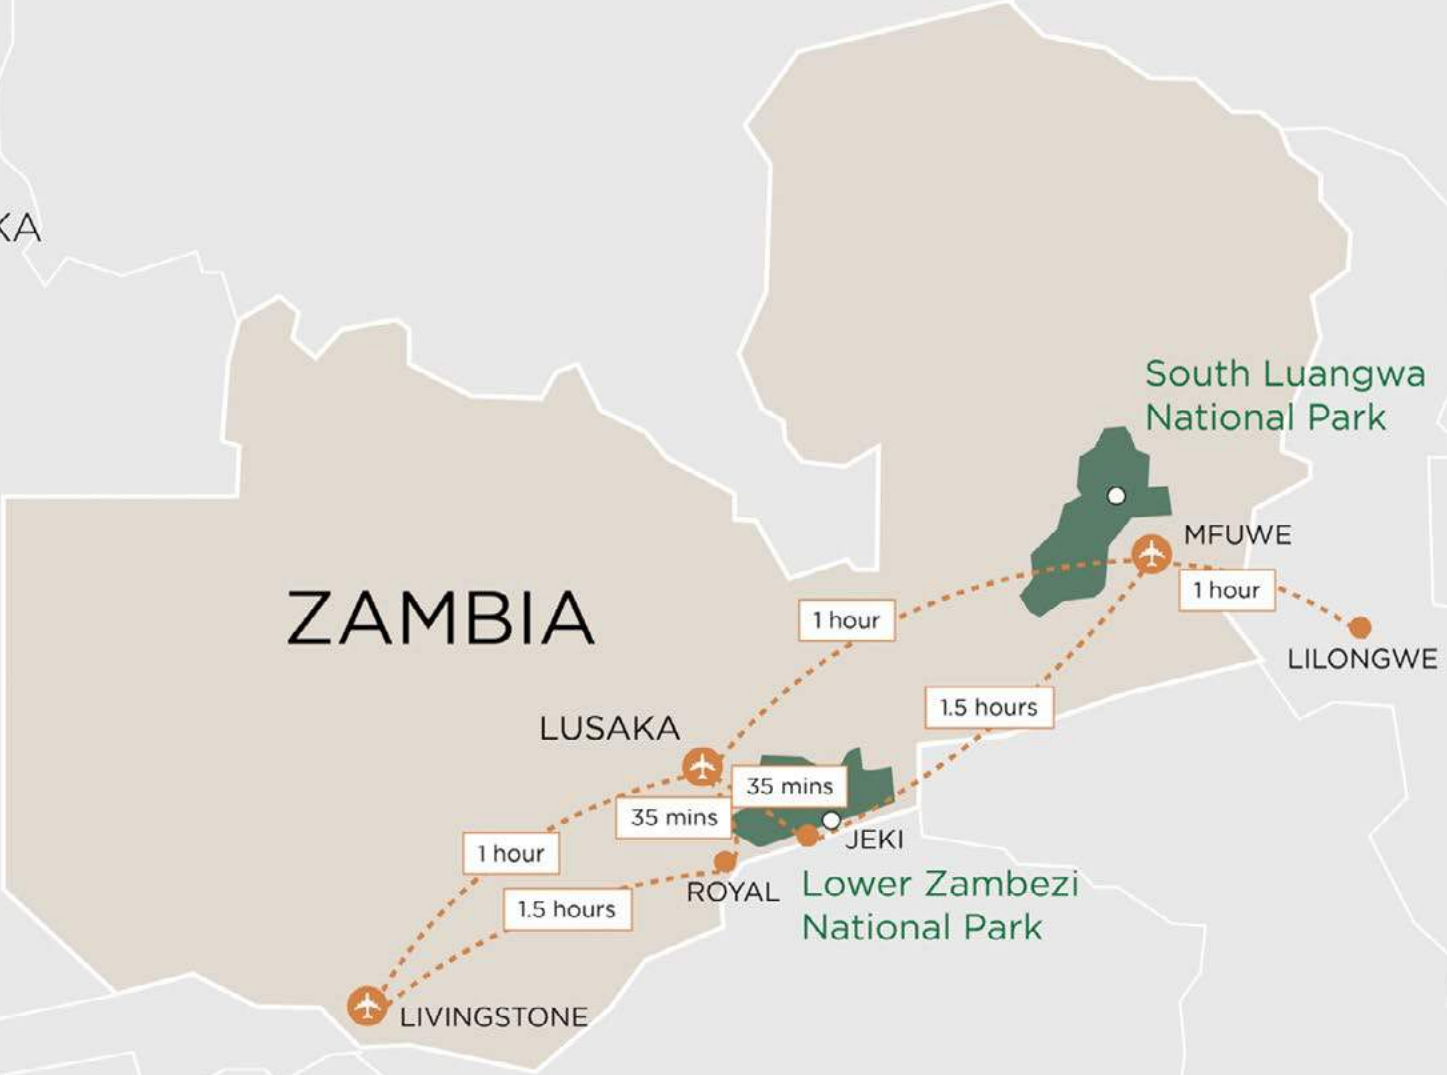 KA
South Luangwa
National Park
MFUWE
1 hour
1 hour
LILONGWE
ZAMBIA
1.5 hours
LUSAKA
35 mins
35 mins
JEKI
1 hour
ROYAL
Lower Zambezi
National Park
1.5 hours
LIVINGSTONE